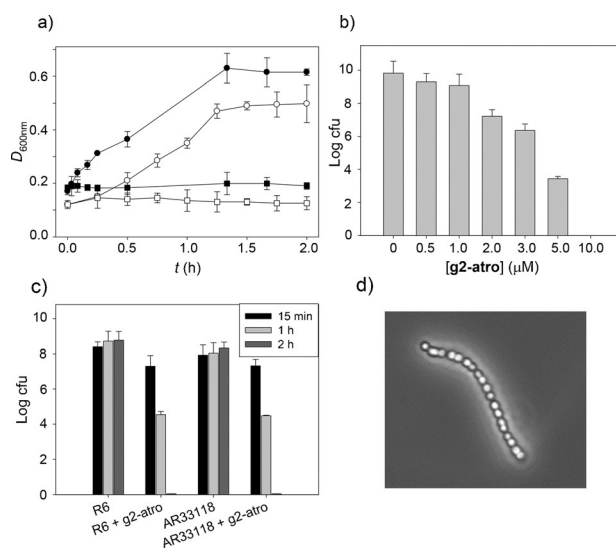 a)
0.6
0.4
0.2
0.0
D600nm
0.0
0.5
1.0
1.5
2.0
t (h)
b)
10
8
6
4
2
0
Log cfu
0
0.5
1.0
2.0
3.0
5.0
10.0
[g2-atro] (μM)
c)
10
8
6
4
2
0
Log cfu
15 min
1 h
2 h
R6
R6 + g2-atro
AR33118
AR33118 + g2-atro
d)